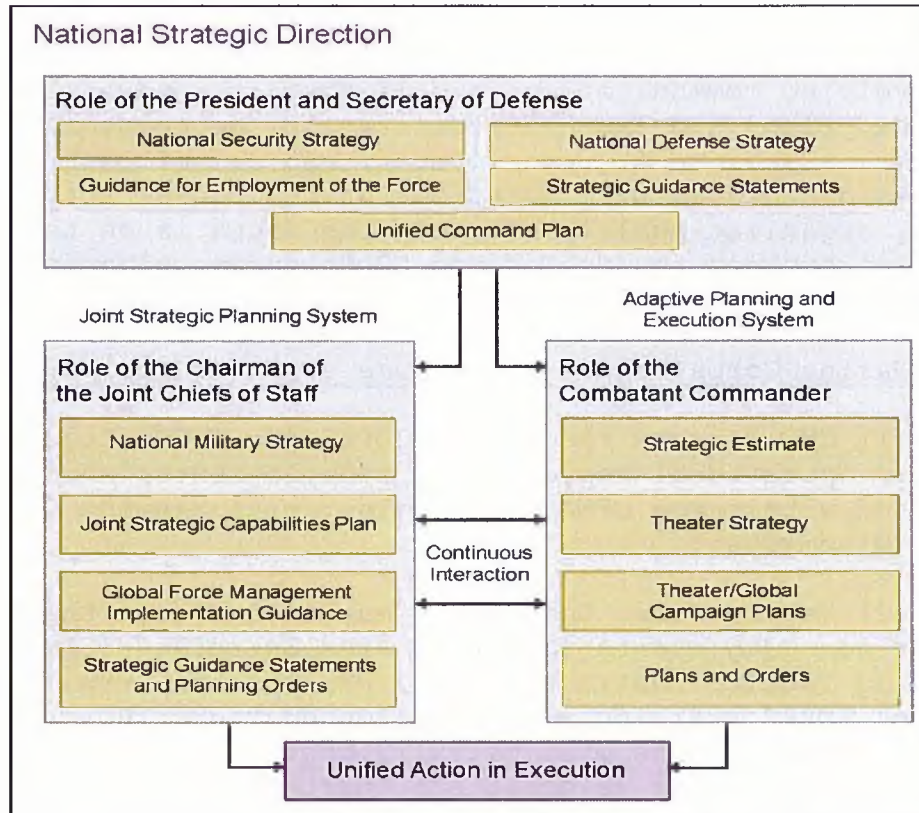 National Strategic Direction
Role of the President and Secretary of Defense
National Security Strategy
National Defense Strategy
Guidance for Employment of the Force
Strategic Guidance Statements
Unified Command Plan
Joint Strategic Planning System
Adaptive Planning and
Execution System
Role of the Chairman of
the Joint Chiefs of Staff
National Military Strategy
Joint Strategic Capabilities Plan
Global Force Management
Implementation Guidance
Strategic Guidance Statements
and Planning Orders
Continuous
Interaction
Role of the
Combatant Commander
Strategic Estimate
Theater Strategy
Theater/Global
Campaign Plans
Plans and Orders
Unified Action in Execution